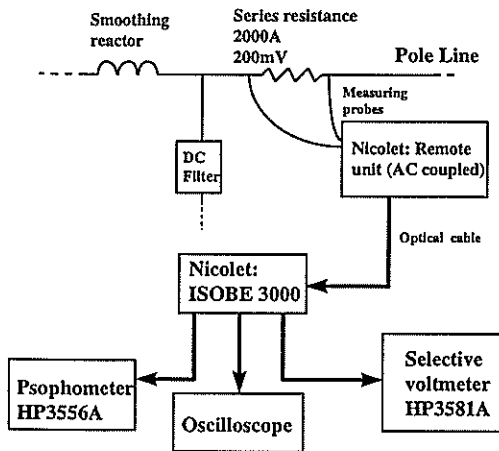 Smoothing
reactor
Series resistance
2000A
200mV
Pole Line
Measuring
probes
DC
Filter
Nicolet: Remote
unit (AC coupled)
Optical cable
Nicolet:
ISOBE 3000
Psophometer
HP3556A
Oscilloscope
Selective
voltmeter
HP3581A